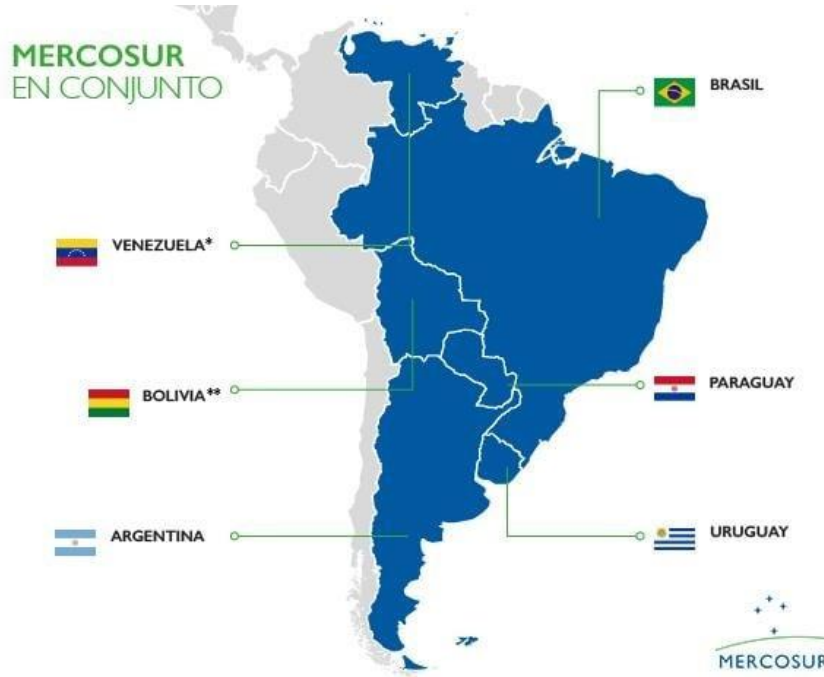 MERCOSUR
EN CONJUNTO
BRASIL
VENEZUELA*
BOLIVIA**
PARAGUAY
ARGENTINA
URUGUAY
MERCOSUR